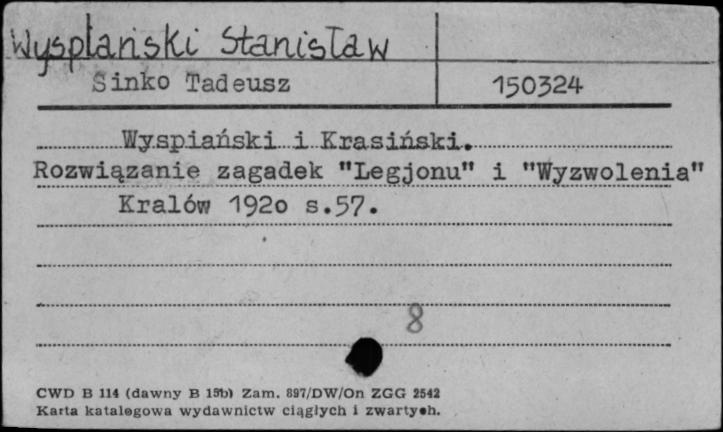 Wyspiański Stanisław
Sinko Tadeusz 150324
Wyspiański i Krasiński.
Rozwiązanie zagadek "Legjonu" i "Wyzwolenia"
Kralów 192o s.57.
8
CWD B 114 (dawny B 15b) Zam. 897/DW/On ZGG 2542
Karta katalogowa wydawnictw ciągłych i zwartych.